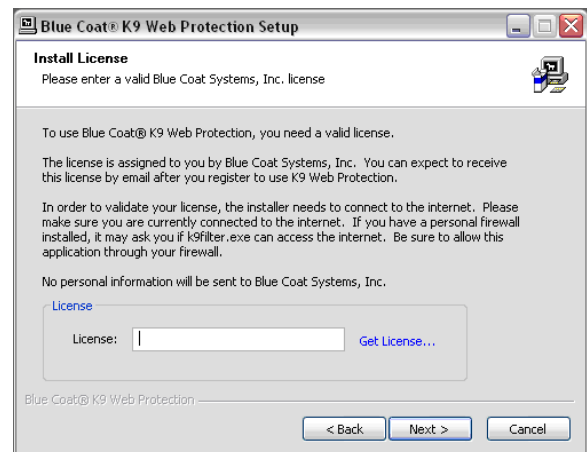 Blue Coat® K9 Web Protection Setup
Install License
Please enter a valid Blue Coat Systems, Inc. license
To use Blue Coat® K9 Web Protection, you need a valid license.
The license is assigned to you by Blue Coat Systems, Inc.  You can expect to receive
this license by email after you register to use K9 Web Protection.
In order to validate your license, the installer needs to connect to the internet.  Please
make sure you are currently connected to the internet.  If you have a personal firewall
installed, it may ask you if k9filter.exe can access the internet.  Be sure to allow this
application through your firewall.
No personal information will be sent to Blue Coat Systems, Inc.
License
License:
Get License...
Blue Coat® K9 Web Protection
< Back
Next >
Cancel